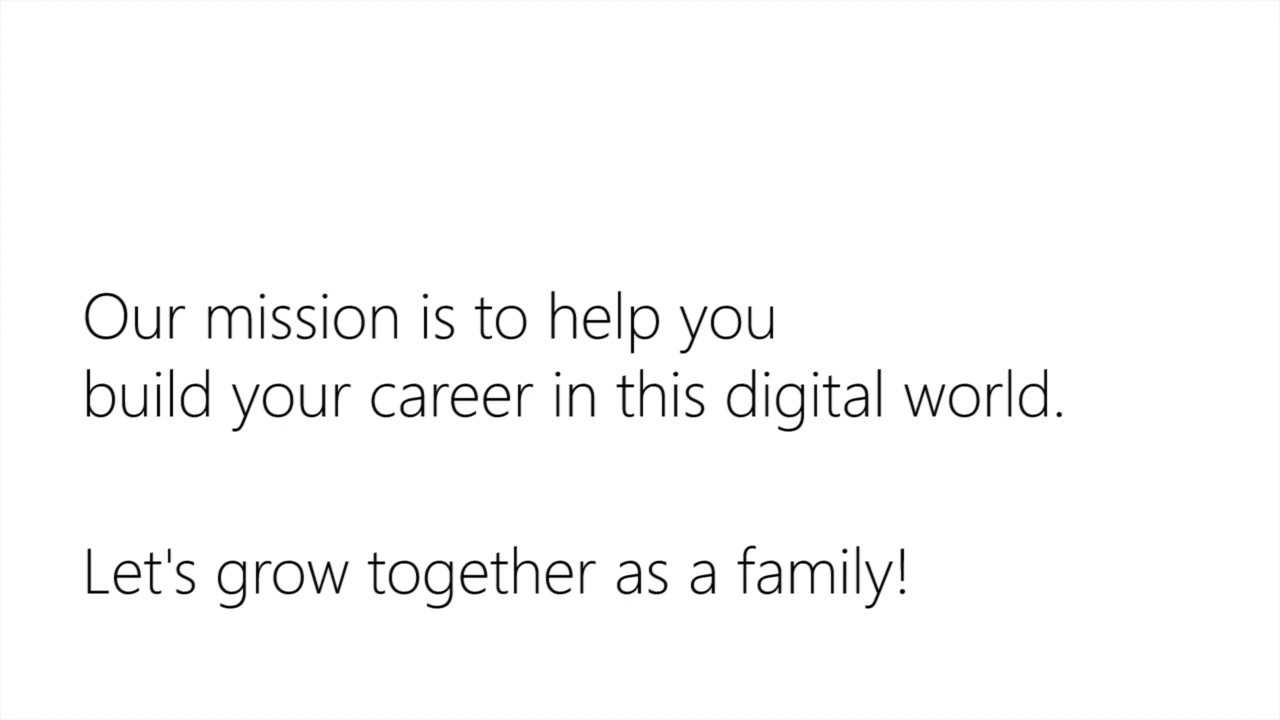 Our mission is to help you
build your career in this digital world.
Let's grow together as a family!